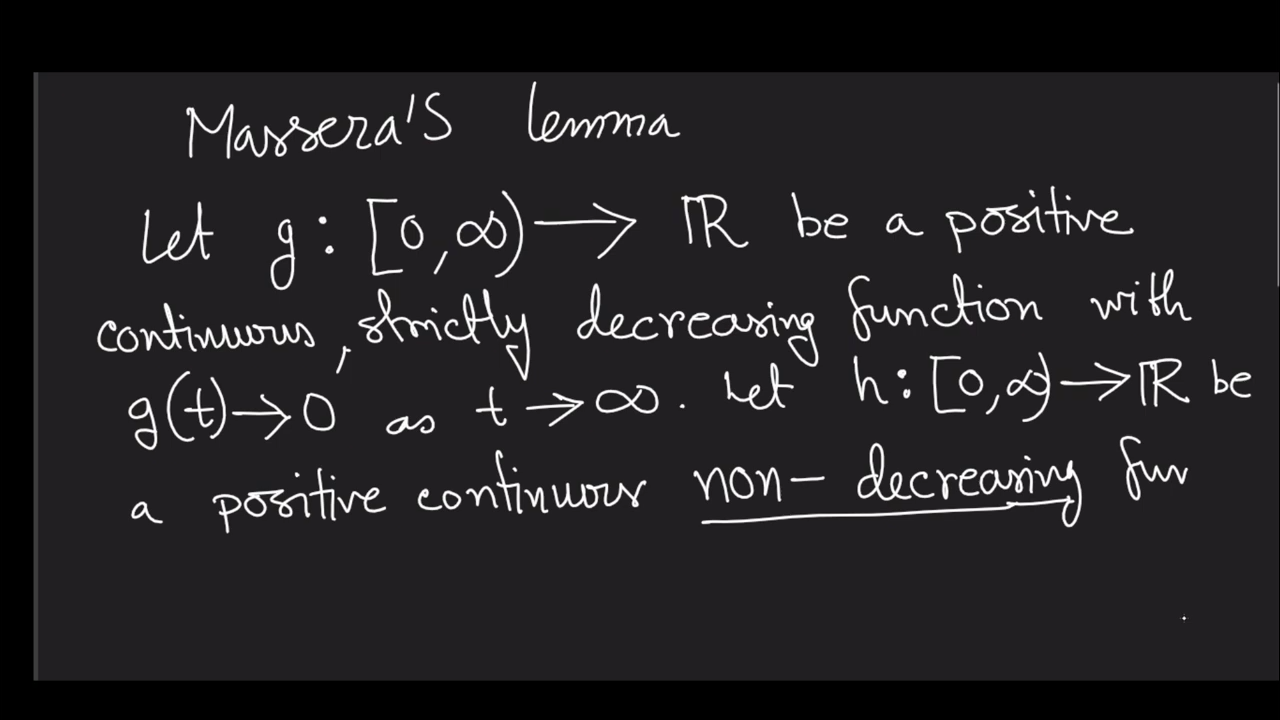 Massera'S lemma
Let g: [0,∞) → ℝ be a positive
continuous, strictly decreasing function with
g(t) → 0 as t → ∞. Let h: [0,∞) → ℝ be
a positive continuous non- decreasing fun